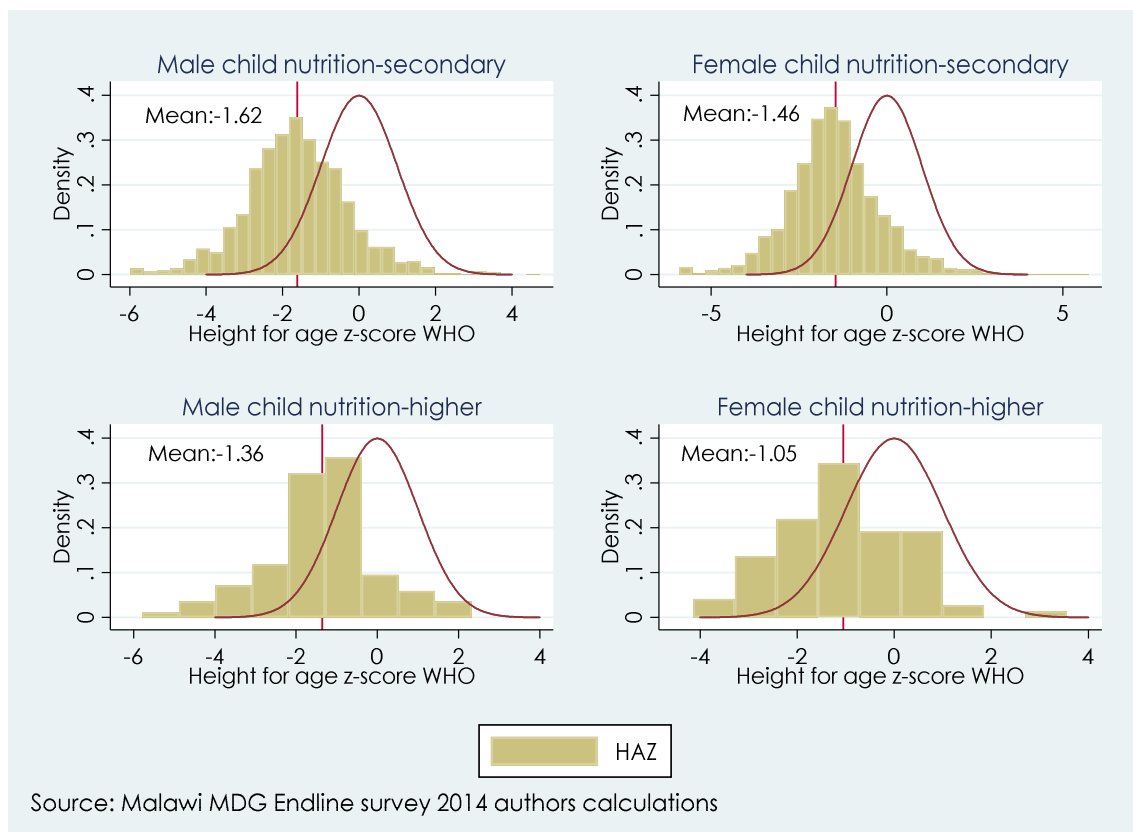 Male child nutrition-secondary
Mean:-1.62
Density
.4
.3
.2
.1
0
-6 -4 -2 0 2 4
Height for age z-score WHO
Female child nutrition-secondary
Mean:-1.46
Density
.4
.3
.2
.1
0
-5 0 5
Height for age z-score WHO
Male child nutrition-higher
Mean:-1.36
Density
.4
.3
.2
.1
0
-6 -4 -2 0 2 4
Height for age z-score WHO
Female child nutrition-higher
Mean:-1.05
Density
.4
.3
.2
.1
0
-4 -2 0 2 4
Height for age z-score WHO
HAZ
Source: Malawi MDG Endline survey 2014 authors calculations